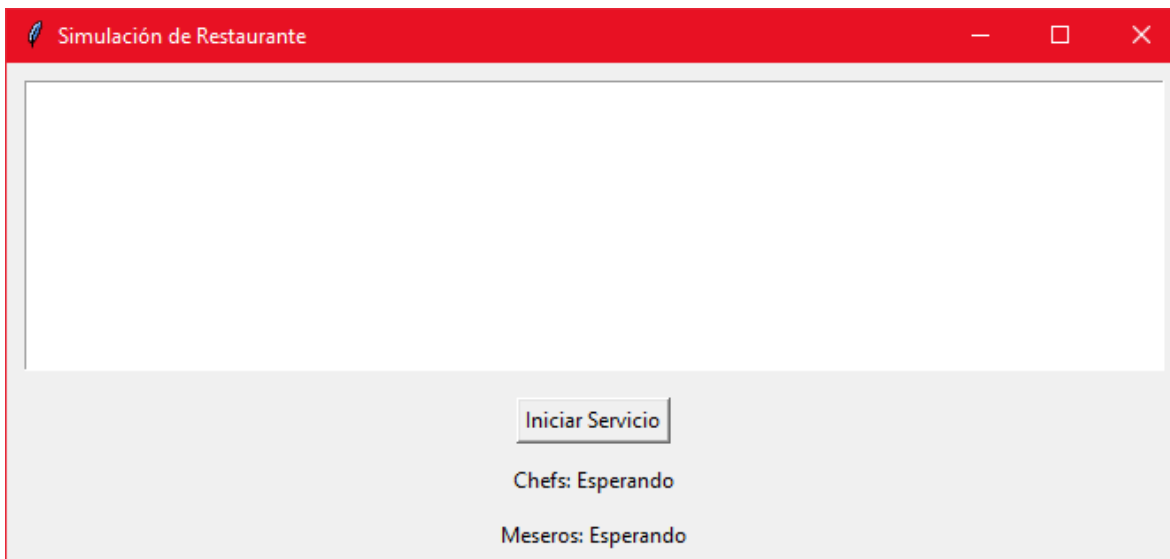 Simulación de Restaurante
Iniciar Servicio
Chefs: Esperando
Meseros: Esperando